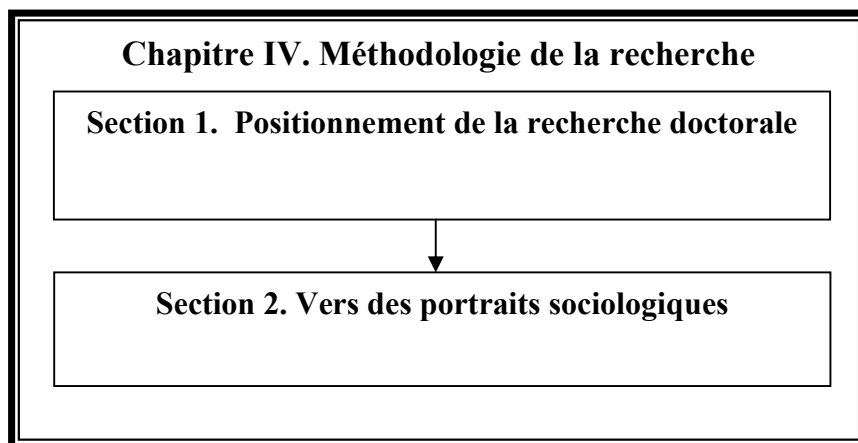 Chapitre IV. Méthodologie de la recherche
Section 1. Positionnement de la recherche doctorale
Section 2. Vers des portraits sociologiques